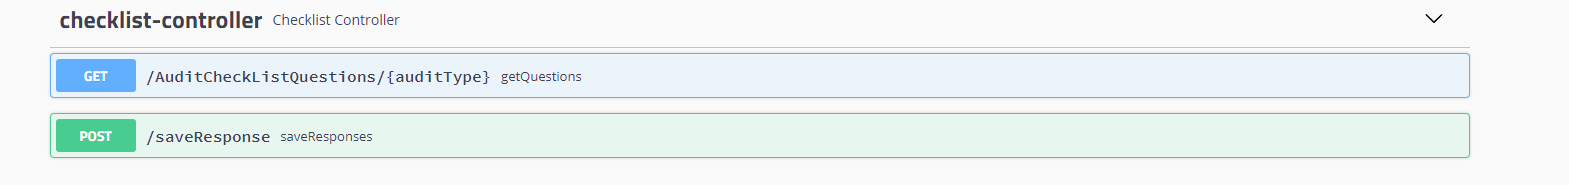 checklist-controller Checklist Controller
GET /AuditCheckListQuestions/{auditType} getQuestions
POST /saveResponse saveResponses